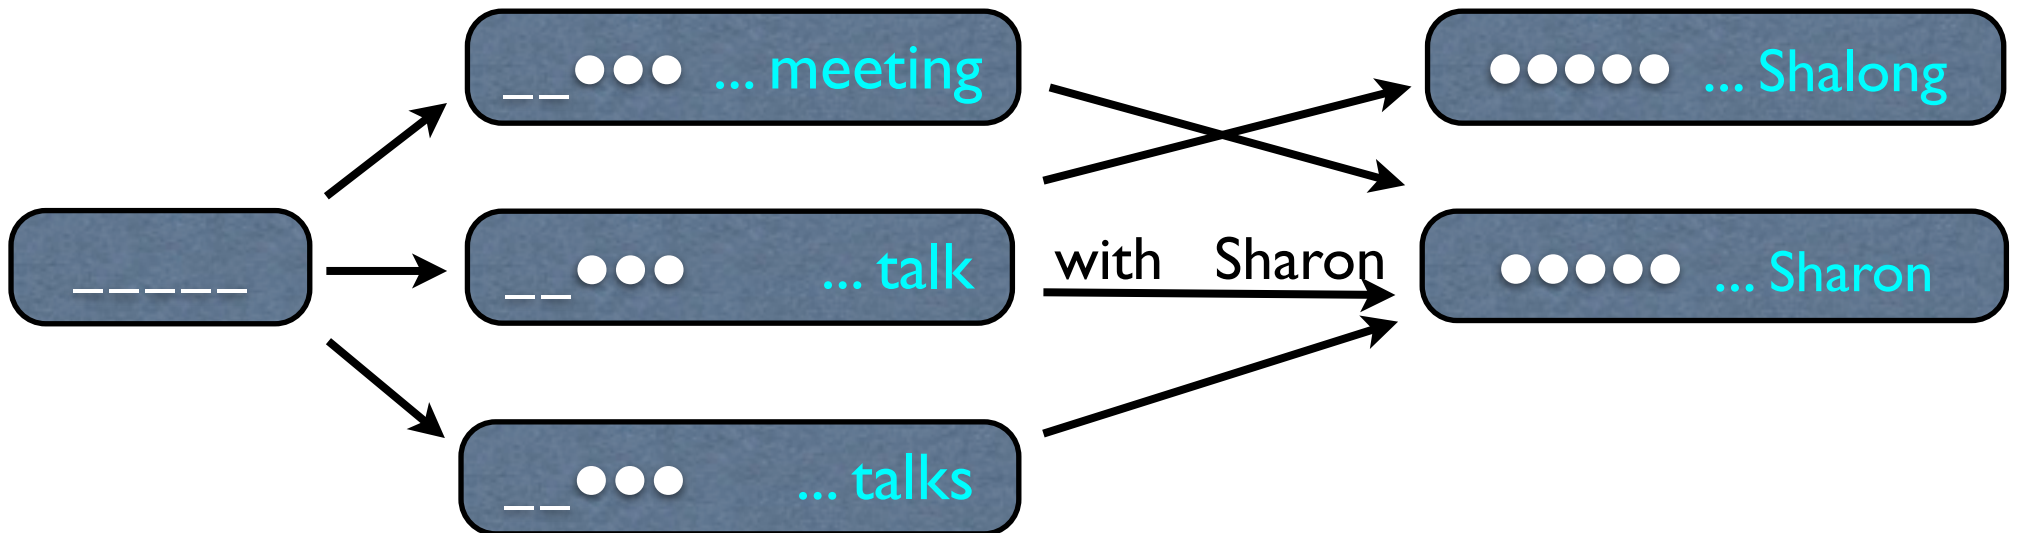 _ _ ● ● ● ... meeting
● ● ● ● ● ... Shalong
_ _ _ _ _
_ _ ● ● ● ... talk
with Sharon
● ● ● ● ● ... Sharon
_ _ ● ● ● ... talks